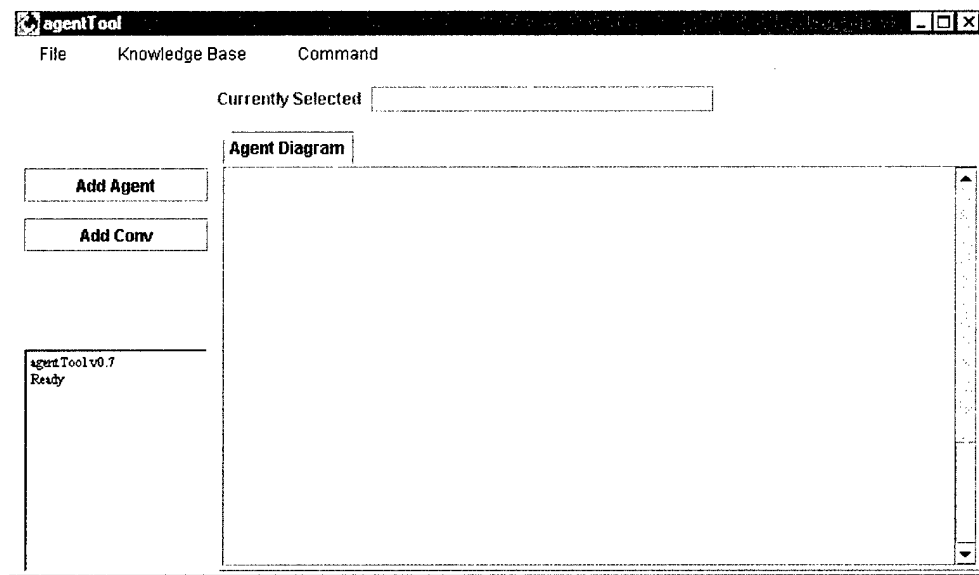 agentTool
File Knowledge Base Command
Currently Selected
Agent Diagram
Add Agent
Add Conv
agentTool v0.7
Ready